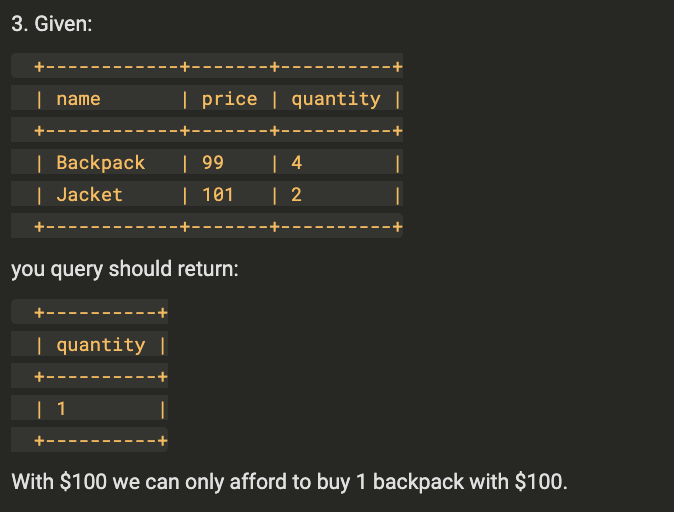 3. Given:
+------------+-------+----------+
| name       | price | quantity |
+------------+-------+----------+
| Backpack   | 99    | 4        |
| Jacket     | 101   | 2        |
+------------+-------+----------+
you query should return:
+----------+
| quantity |
+----------+
| 1        |
+----------+
With $100 we can only afford to buy 1 backpack with $100.